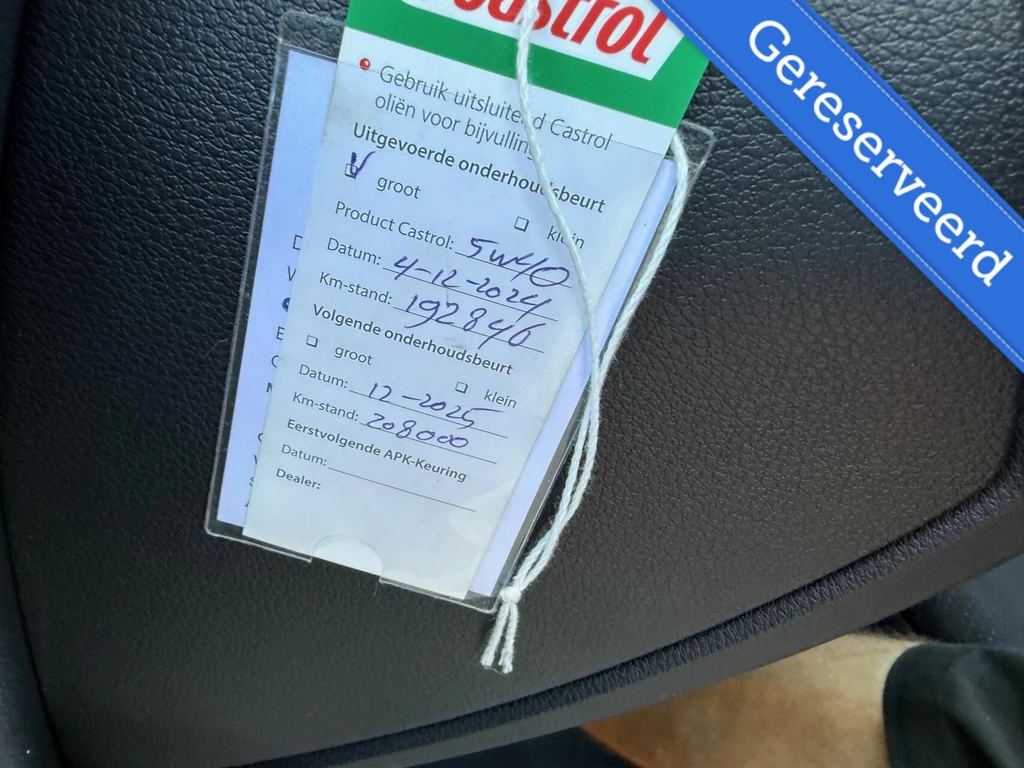 Castrol
Gereserveerd
Gebruik uitsluitend Castrol
oliën voor bijvulling
Uitgevoerde onderhoudsbeurt
groot
klein
Product Castrol: 5w40
Datum: 4-12-2024
Km-stand: 192846
Volgende onderhoudsbeurt
groot
klein
Datum: 12-2025
Km-stand: 208000
Eerstvolgende APK-Keuring
Datum:
Dealer: